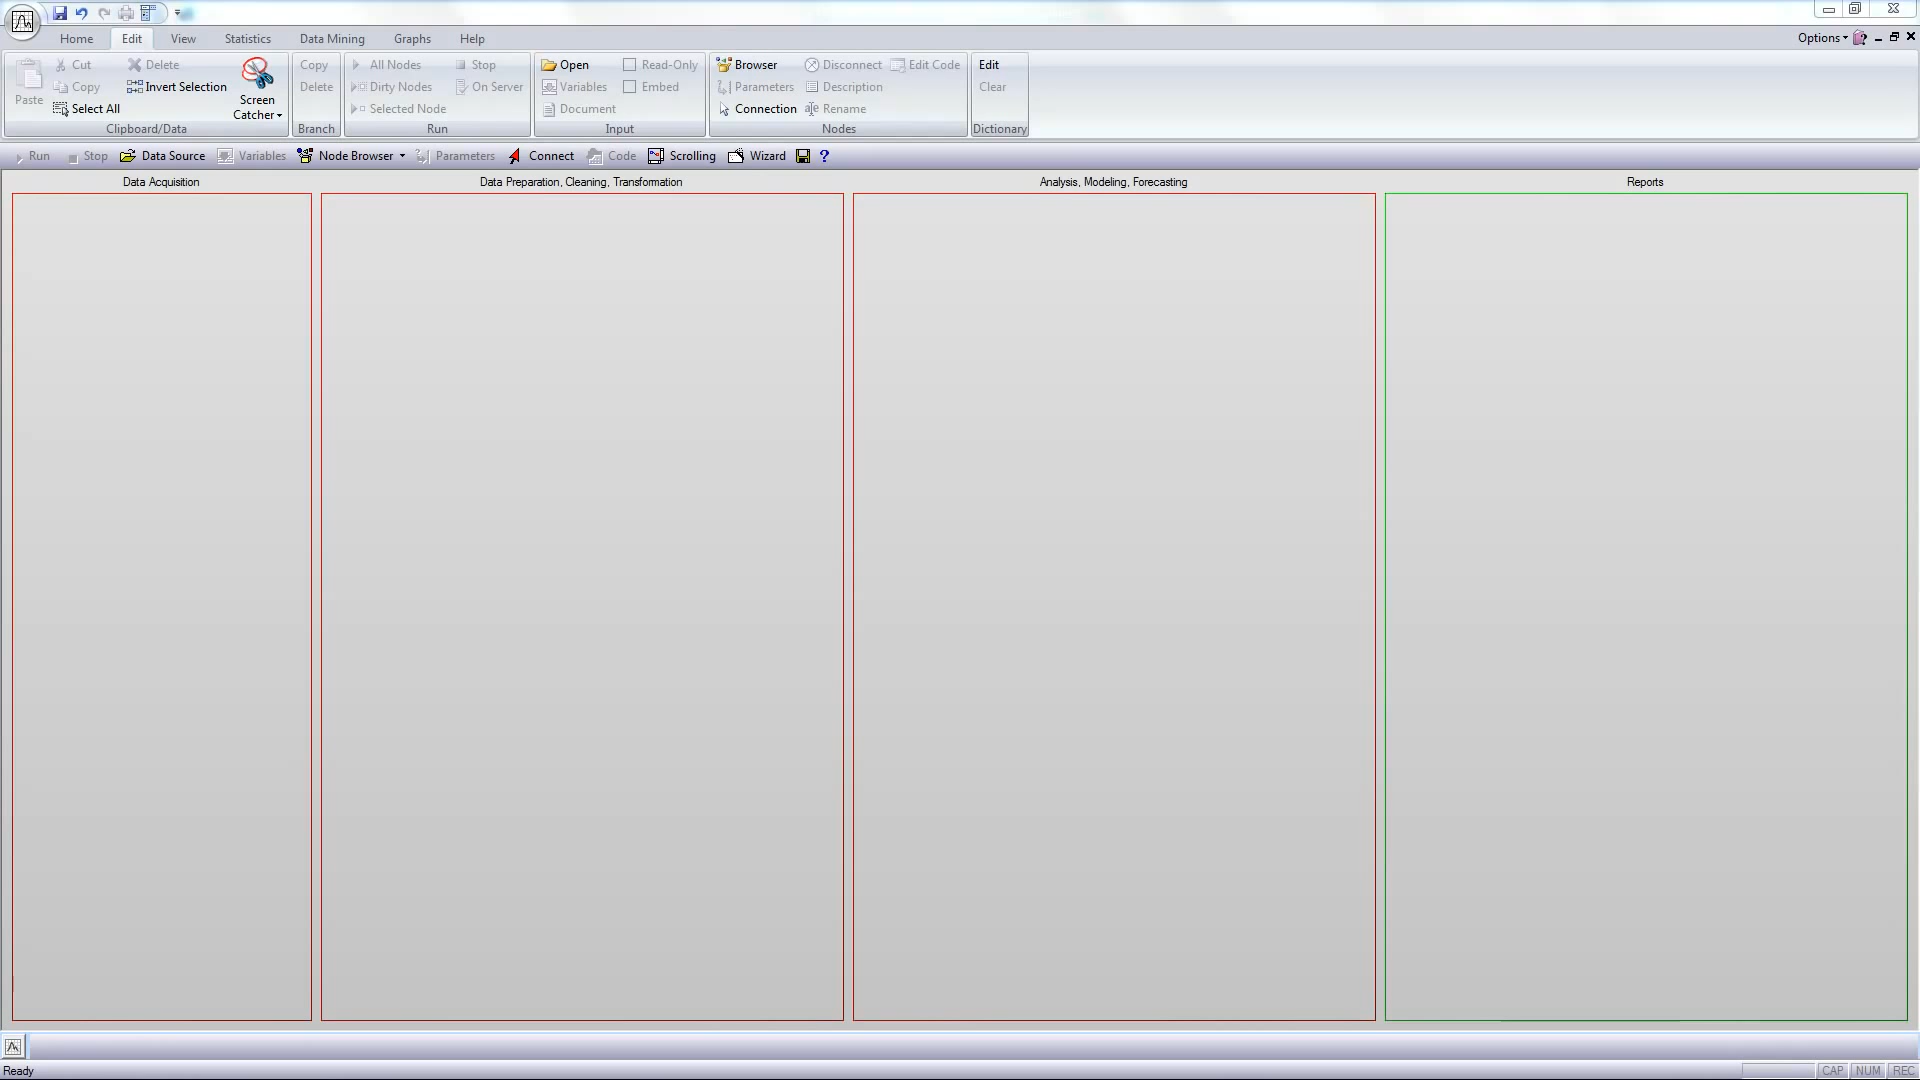 Home Edit View Statistics Data Mining Graphs Help Options
Paste Cut Copy Select All Delete Invert Selection Screen Catcher Clipboard/Data
Copy Delete Branch
All Nodes Dirty Nodes Selected Node Stop On Server Run
Open Variables Document Read-Only Embed Input
Browser Parameters Connection Disconnect Description Rename Edit Code Nodes
Edit Clear Dictionary
Run Stop Data Source Variables Node Browser Parameters Connect Code Scrolling Wizard ?
Data Acquisition Data Preparation, Cleaning, Transformation Analysis, Modeling, Forecasting Reports
Ready CAP NUM REC